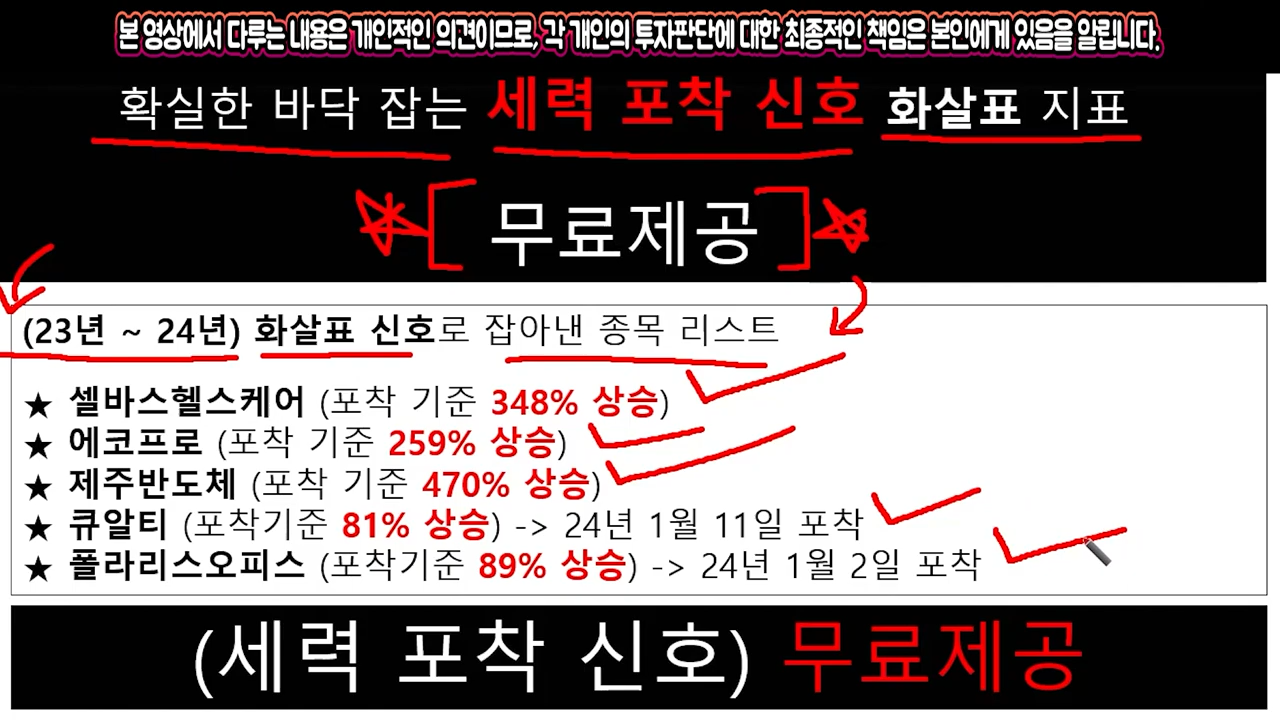 본 영상에서 다루는 내용은 개인적인 의견이므로, 각 개인의 투자판단에 대한 최종적인 책임은 본인에게 있음을 알립니다.
확실한 바닥 잡는 세력 포착 신호 화살표 지표
무료제공
(23년 ~ 24년) 화살표 신호로 잡아낸 종목 리스트
★ 셀바스헬스케어 (포착 기준 348% 상승)
★ 에코프로 (포착 기준 259% 상승)
★ 제주반도체 (포착 기준 470% 상승)
★ 큐알티 (포착기준 81% 상승) -> 24년 1월 11일 포착
★ 폴라리스오피스 (포착기준 89% 상승) -> 24년 1월 2일 포착
(세력 포착 신호) 무료제공